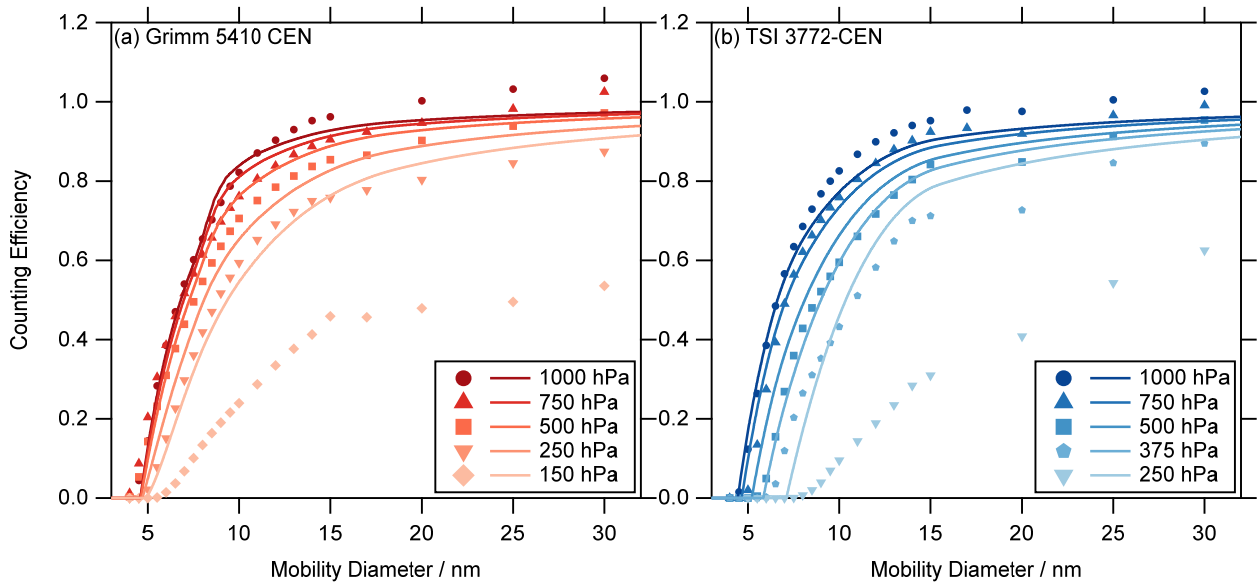 (a) Grimm 5410 CEN
(b) TSI 3772-CEN
Counting Efficiency
1.2
1.0
0.8
0.6
0.4
0.2
0.0
1000 hPa
750 hPa
500 hPa
250 hPa
150 hPa
5 10 15 20 25 30
Mobility Diameter / nm
1.2
1.0
0.8
0.6
0.4
0.2
0.0
1000 hPa
750 hPa
500 hPa
375 hPa
250 hPa
5 10 15 20 25 30
Mobility Diameter / nm